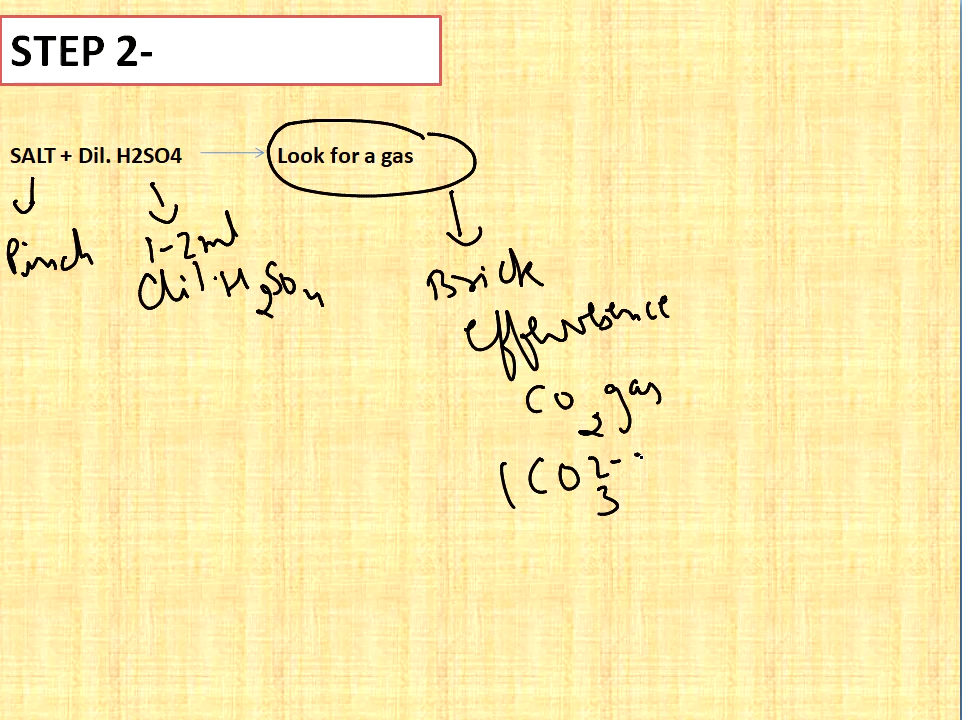 STEP 2-
SALT + Dil. H2SO4 → Look for a gas
Pinch
1-2ml
dil. H2SO4
Brick
effervescence
CO2 gas
(CO3 2-